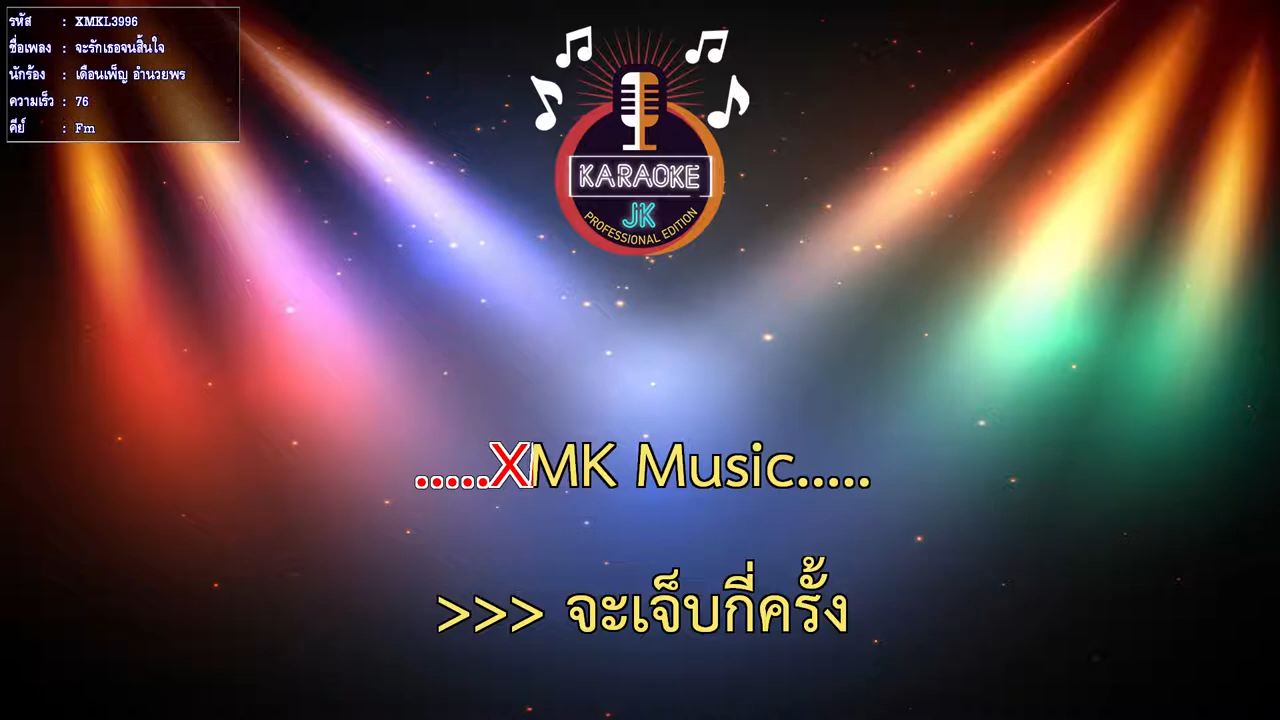 รหัส : XMKL3996
ชื่อเพลง : จะรักเธอจนสิ้นใจ
นักร้อง : เดือนเพ็ญ อำนวยพร
ความเร็ว : 76
คีย์ : Fm
KARAOKE
JK
PROFESSIONAL EDITION
.....XMK Music.....
>>> จะเจ็บกี่ครั้ง